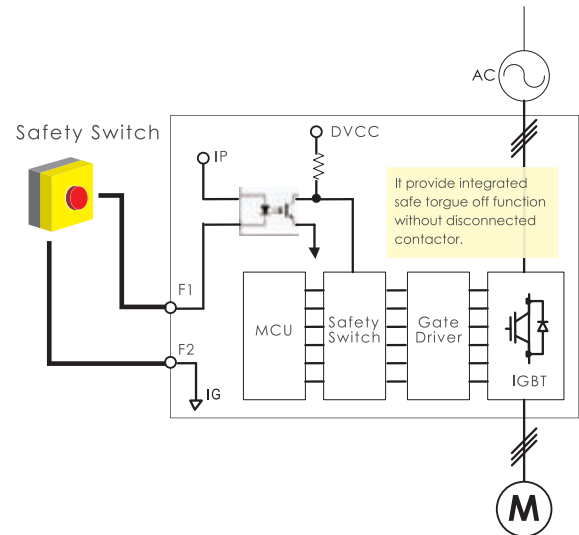 AC
Safety Switch
DVCC
IP
It provide integrated
safe torgue off function
without disconnected
contactor.
F1
MCU
Safety
Switch
Gate
Driver
F2
IG
IGBT
M